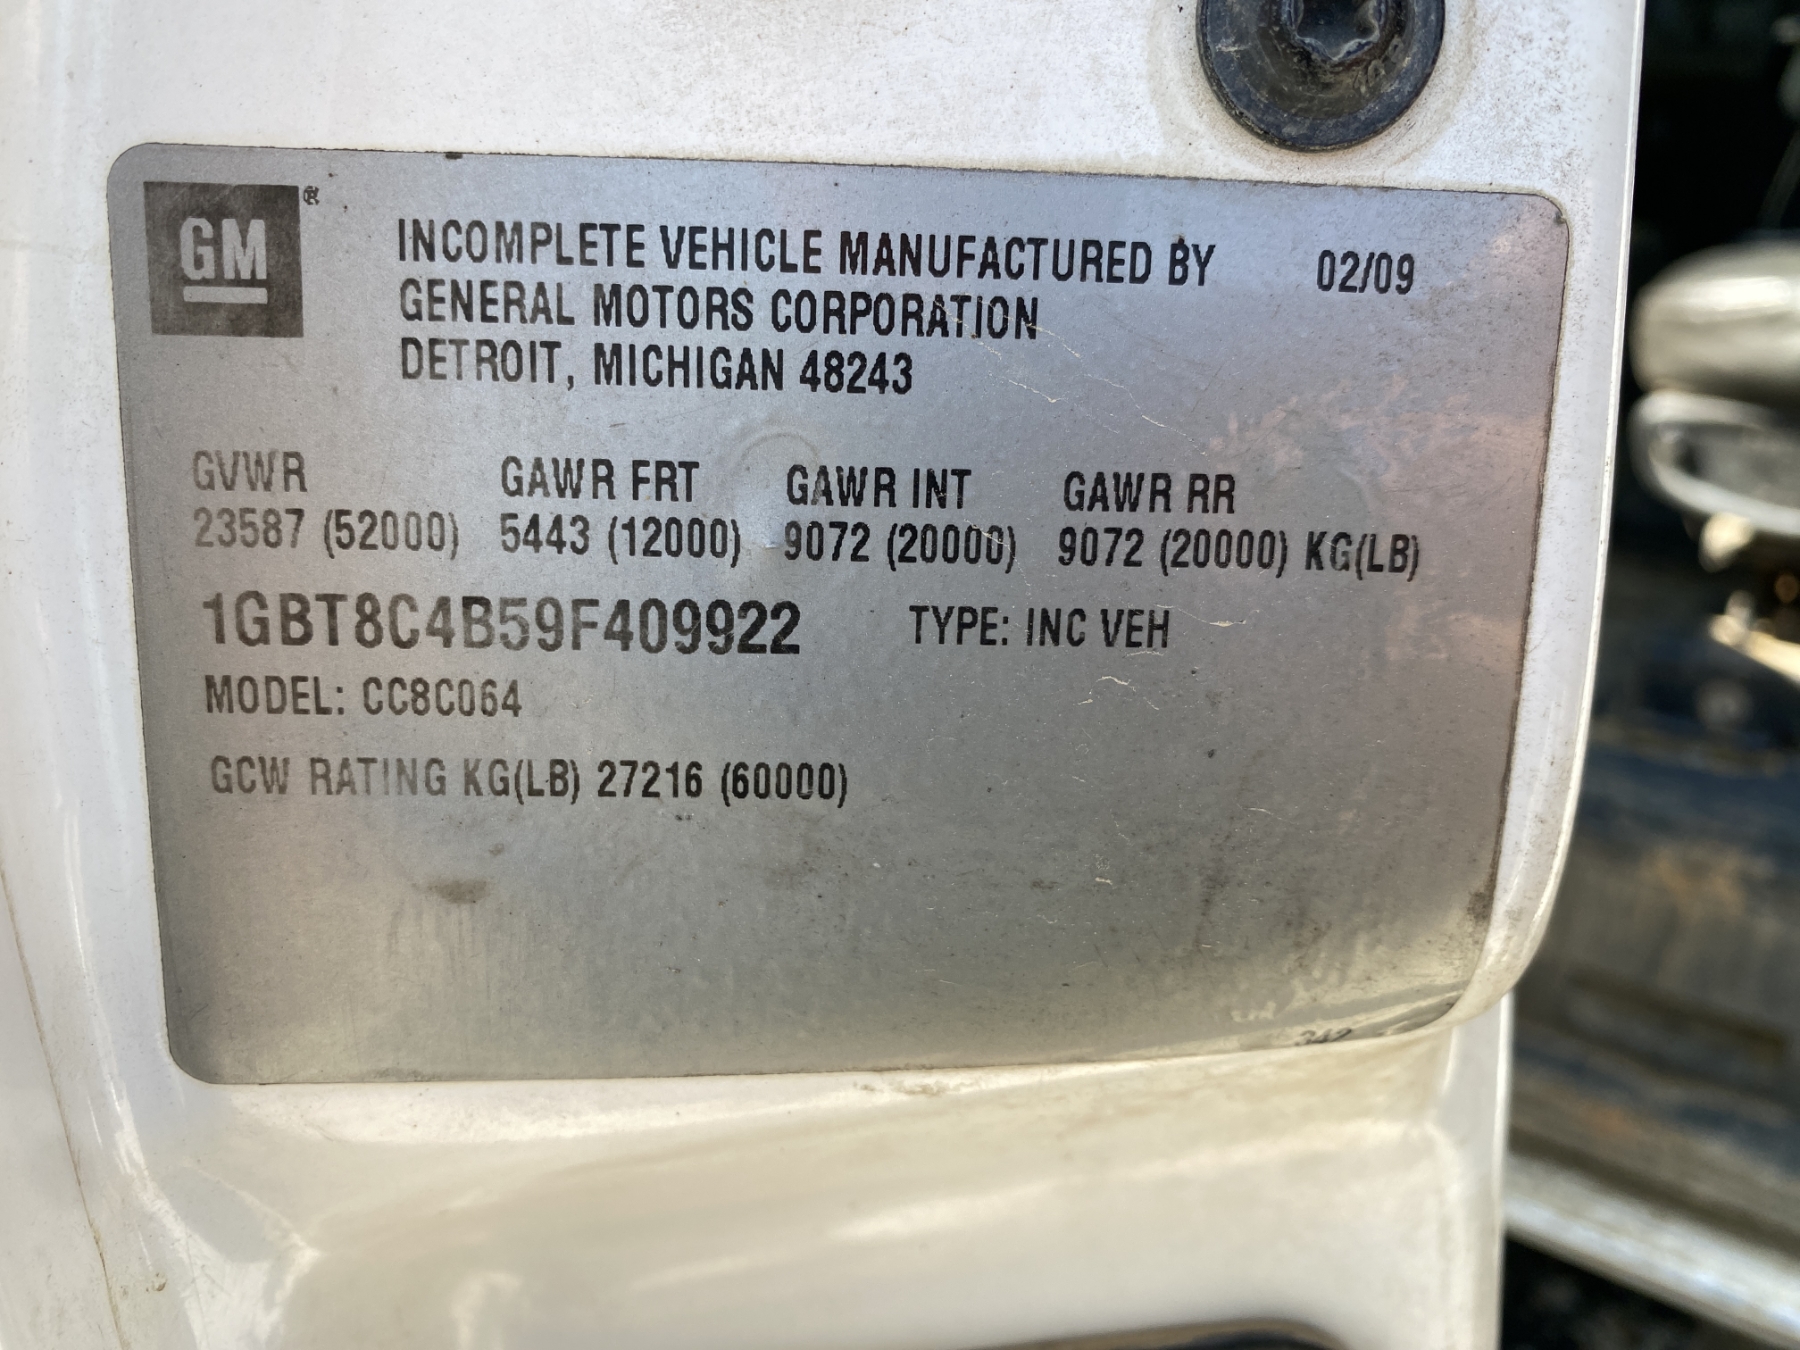 GM ®
INCOMPLETE VEHICLE MANUFACTURED BY 02/09
GENERAL MOTORS CORPORATION
DETROIT, MICHIGAN 48243
GVWR GAWR FRT GAWR INT GAWR RR
23587 (52000) 5443 (12000) 9072 (20000) 9072 (20000) KG(LB)
1GBT8C4B59F409922 TYPE: INC VEH
MODEL: CC8C064
GCW RATING KG(LB) 27216 (60000)
342